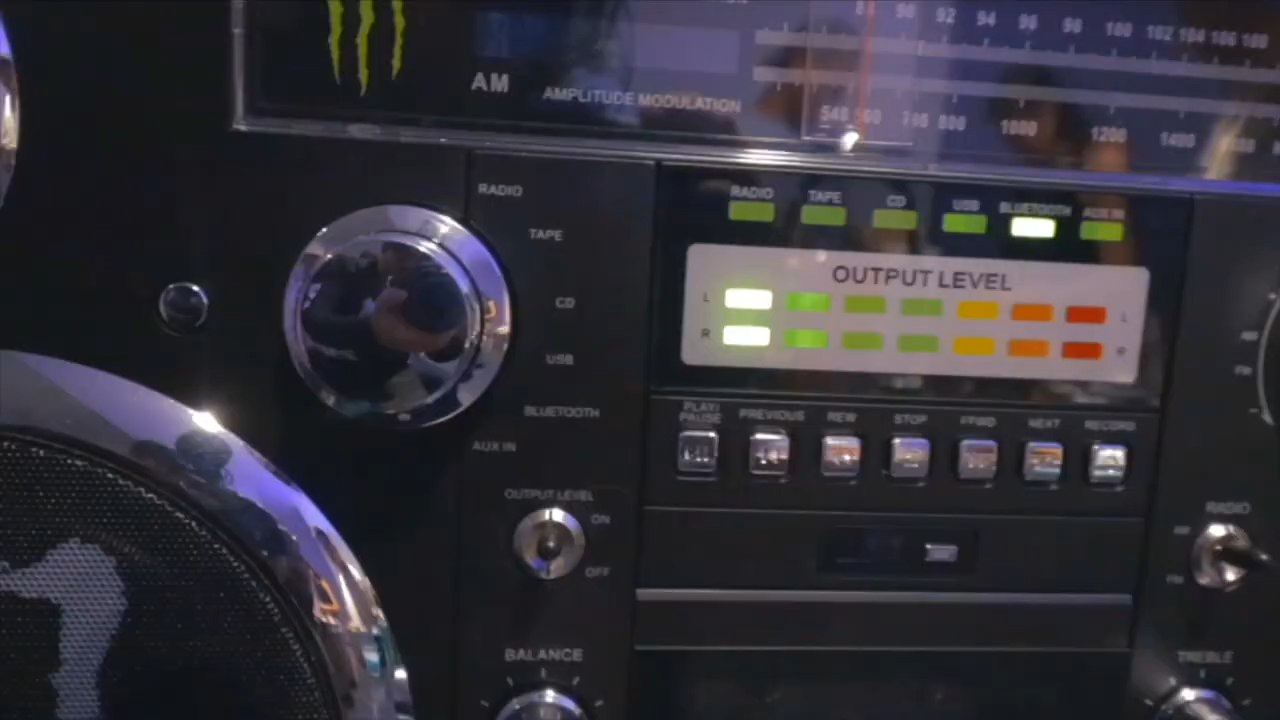 90 92 94 96 98 100 102 104 106 108
AM AMPLITUDE MODULATION
540 800 1000 1200 1400
RADIO TAPE CD USB BLUETOOTH AUX IN
RADIO
TAPE
CD
USB
BLUETOOTH
AUX IN
OUTPUT LEVEL
L L
R R
PLAY/ PAUSE PREVIOUS REW STOP FFWD NEXT RECORD
OUTPUT LEVEL
ON
OFF
RADIO
AM
FM
BALANCE
TREBLE